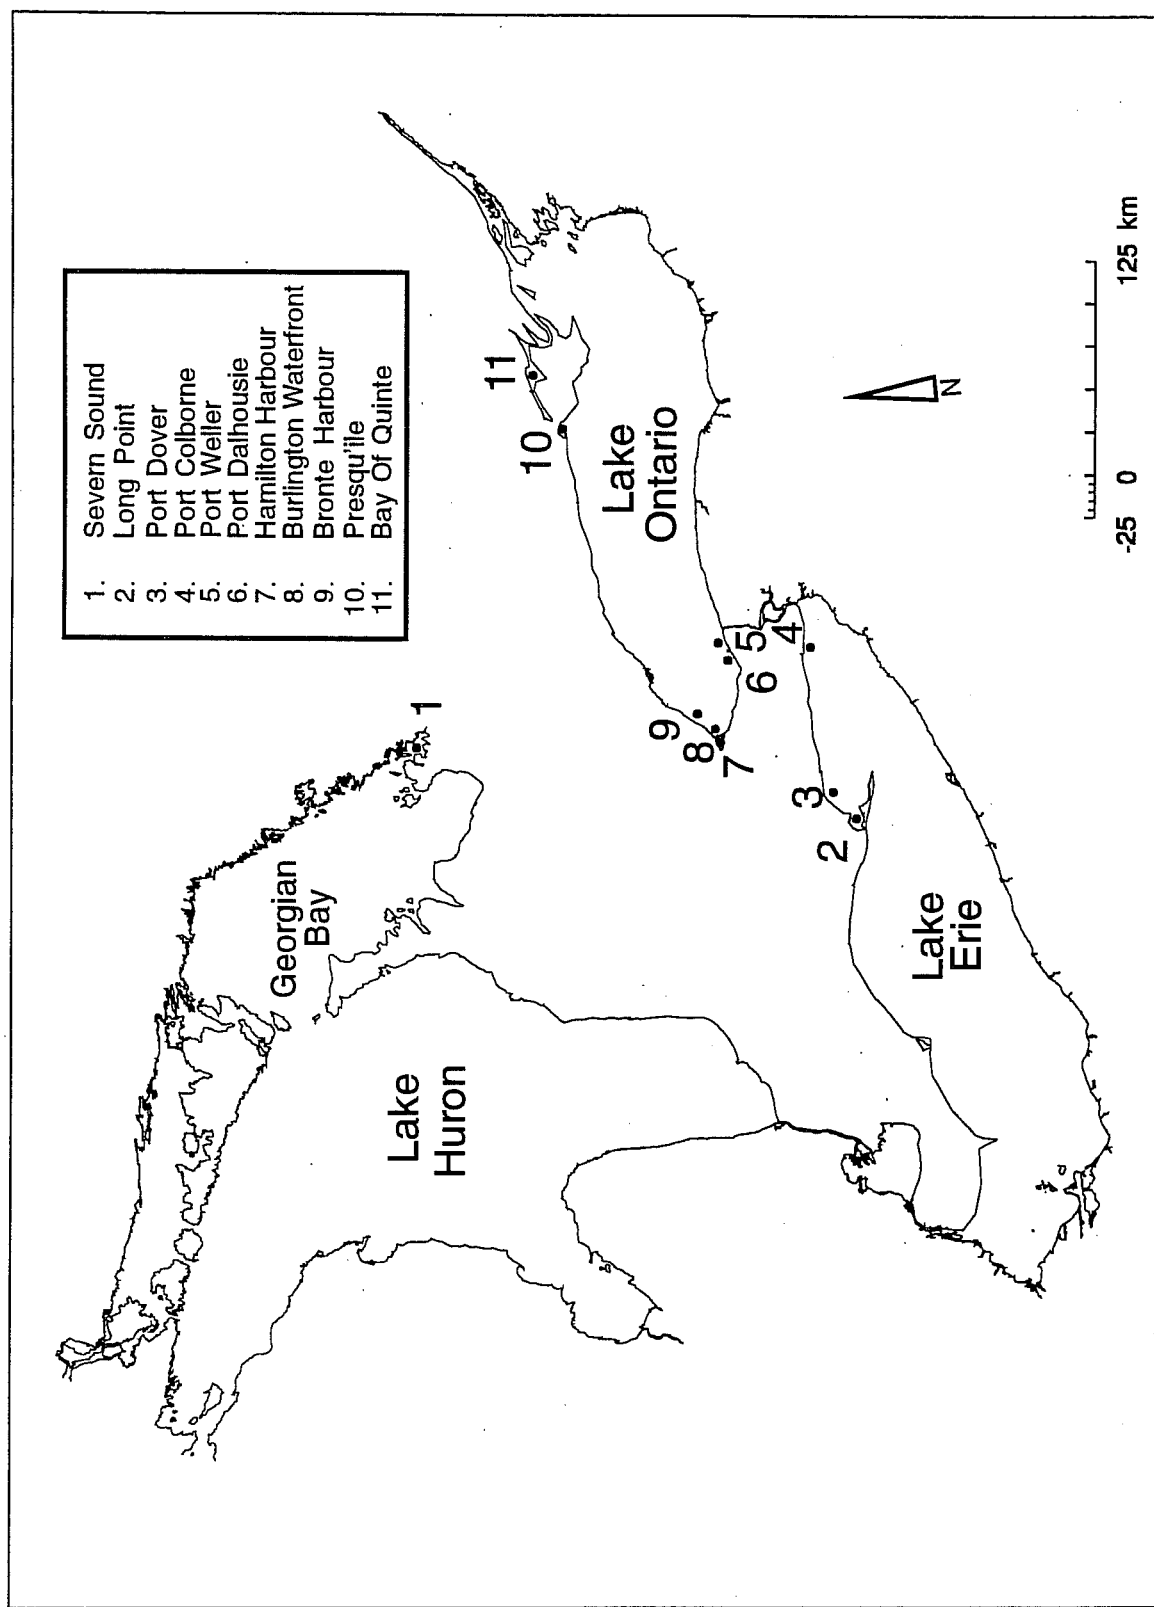 1. Severn Sound
2. Long Point
3. Port Dover
4. Port Colborne
5. Port Weller
6. Port Dalhousie
7. Hamilton Harbour
8. Burlington Waterfront
9. Bronte Harbour
10. Presqu'ile
11. Bay Of Quinte
Georgian
Bay
1
Lake
Huron
11
10
Lake
Ontario
9
8
7
6
5
4
3
2
Lake
Erie
N
-25 0 125 km